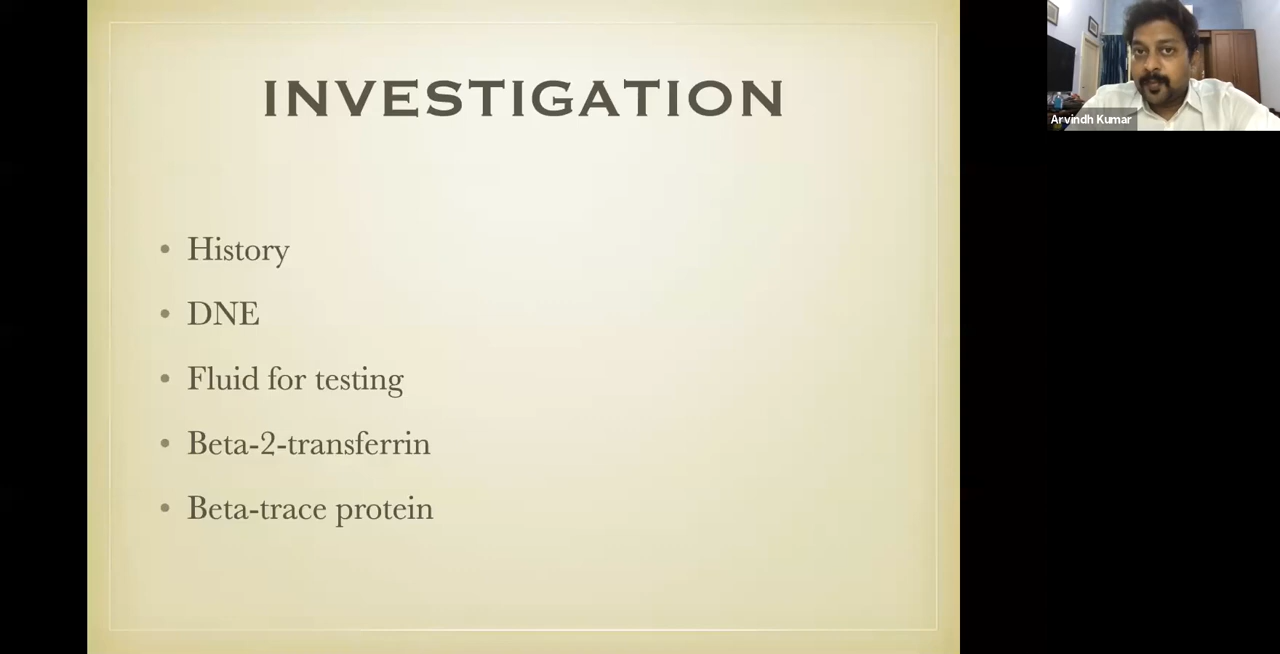 INVESTIGATION
• History
• DNE
• Fluid for testing
• Beta-2-transferrin
• Beta-trace protein
Arvindh Kumar